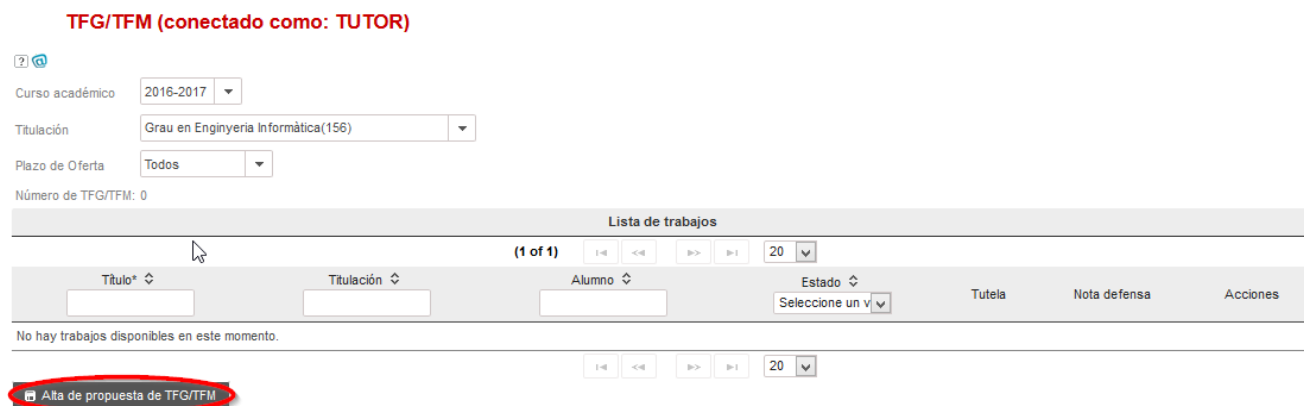 TFG/TFM (conectado como: TUTOR)
? @
Curso académico 2016-2017
Titulación Grau en Enginyeria Informàtica(156)
Plazo de Oferta Todos
Número de TFG/TFM: 0
Lista de trabajos
(1 of 1) 20
Título* Titulación Alumno Estado Tutela Nota defensa Acciones
Seleccione un v
No hay trabajos disponibles en este momento.
20
Alta de propuesta de TFG/TFM